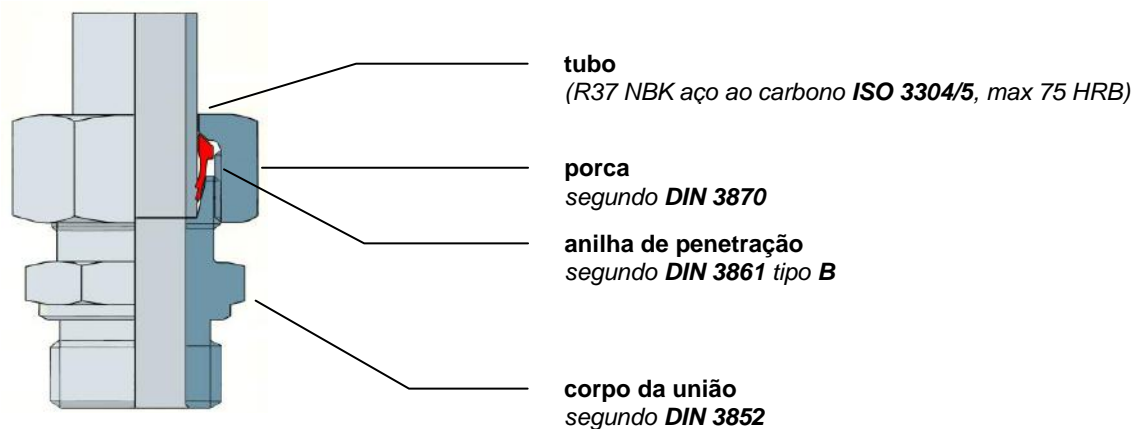 tubo
(R37 NBK aço ao carbono ISO 3304/5, max 75 HRB)
porca
segundo DIN 3870
anilha de penetração
segundo DIN 3861 tipo B
corpo da união
segundo DIN 3852